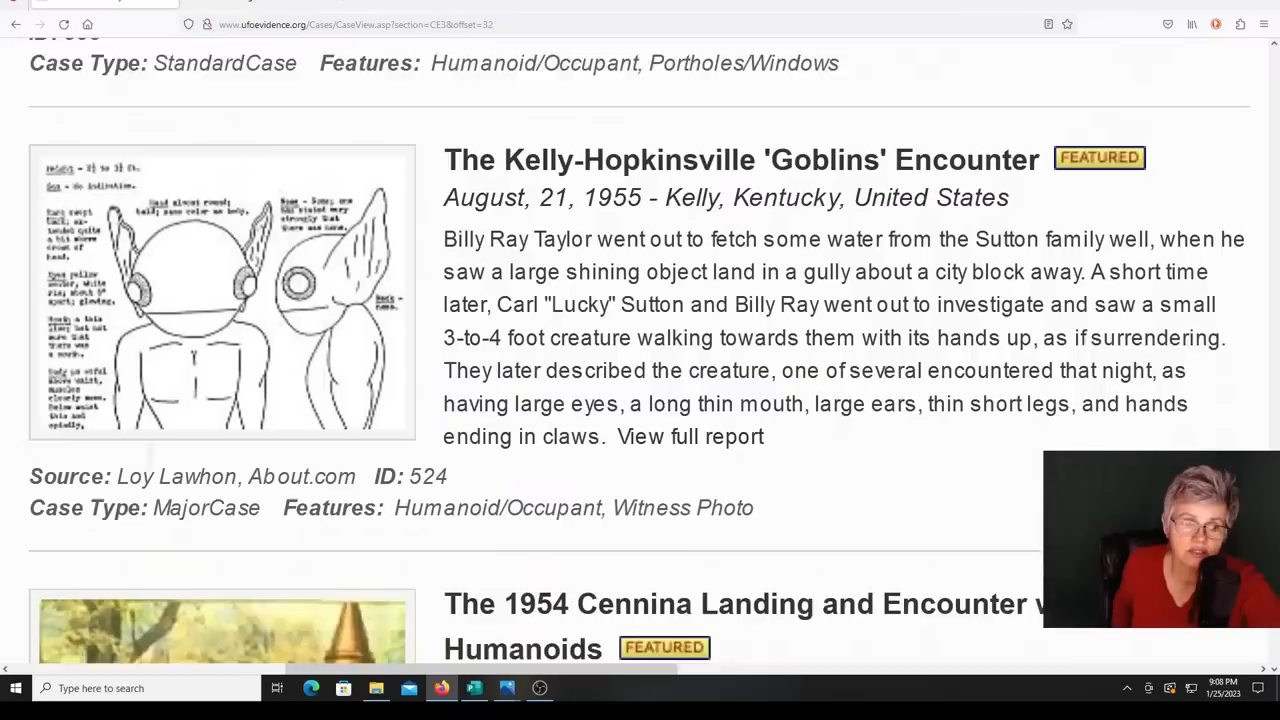 www.ufoevidence.org/Cases/CaseView.asp?section=CE3&offset=32
Case Type: StandardCase Features: Humanoid/Occupant, Portholes/Windows
The Kelly-Hopkinsville 'Goblins' Encounter FEATURED
August, 21, 1955 - Kelly, Kentucky, United States
Billy Ray Taylor went out to fetch some water from the Sutton family well, when he
saw a large shining object land in a gully about a city block away. A short time
later, Carl "Lucky" Sutton and Billy Ray went out to investigate and saw a small
3-to-4 foot creature walking towards them with its hands up, as if surrendering.
They later described the creature, one of several encountered that night, as
having large eyes, a long thin mouth, large ears, thin short legs, and hands
ending in claws. View full report
Source: Loy Lawhon, About.com ID: 524
Case Type: MajorCase Features: Humanoid/Occupant, Witness Photo
The 1954 Cennina Landing and Encounter
Humanoids FEATURED
Type here to search
9:08 PM
1/25/2023